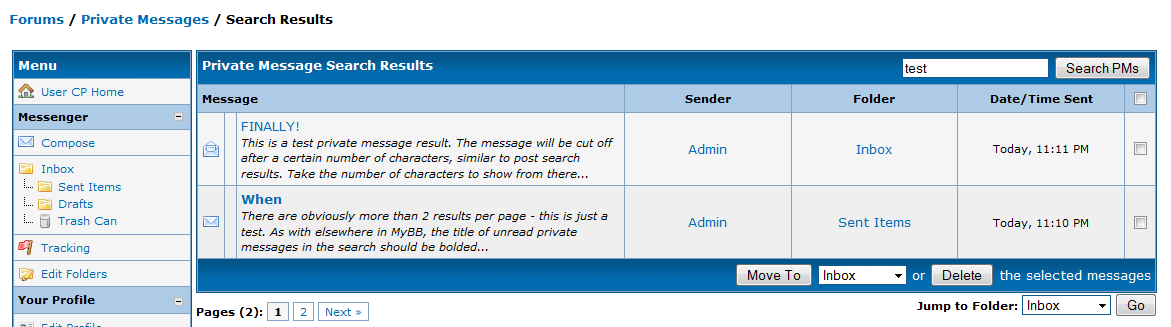 Forums / Private Messages / Search Results
Menu
User CP Home
Messenger
Compose
Inbox
Sent Items
Drafts
Trash Can
Tracking
Edit Folders
Your Profile
Edit Profile
Private Message Search Results
test
Search PMs
Message Sender Folder Date/Time Sent
FINALLY!
This is a test private message result. The message will be cut off
after a certain number of characters, similar to post search
results. Take the number of characters to show from there...
Admin
Inbox
Today, 11:11 PM
When
There are obviously more than 2 results per page - this is just a
test. As with elsewhere in MyBB, the title of unread private
messages in the search should be bolded...
Admin
Sent Items
Today, 11:10 PM
Move To Inbox or Delete the selected messages
Pages (2): 1 2 Next »
Jump to Folder: Inbox Go